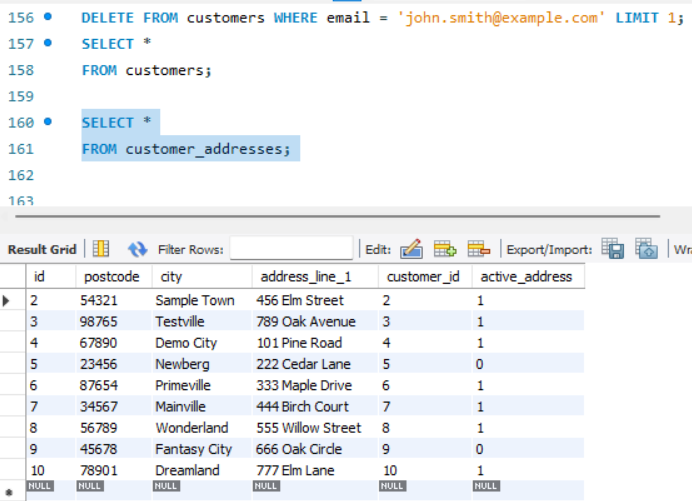 156 DELETE FROM customers WHERE email = 'john.smith@example.com' LIMIT 1;
157 SELECT *
158 FROM customers;
159
160 SELECT *
161 FROM customer_addresses;
162
163
Result Grid Filter Rows: Edit: Export/Import: Wra
id postcode city address_line_1 customer_id active_address
2 54321 Sample Town 456 Elm Street 2 1
3 98765 Testville 789 Oak Avenue 3 1
4 67890 Demo City 101 Pine Road 4 1
5 23456 Newberg 222 Cedar Lane 5 0
6 87654 Primeville 333 Maple Drive 6 1
7 34567 Mainville 444 Birch Court 7 1
8 56789 Wonderland 555 Willow Street 8 1
9 45678 Fantasy City 666 Oak Circle 9 0
10 78901 Dreamland 777 Elm Lane 10 1
NULL NULL NULL NULL NULL NULL